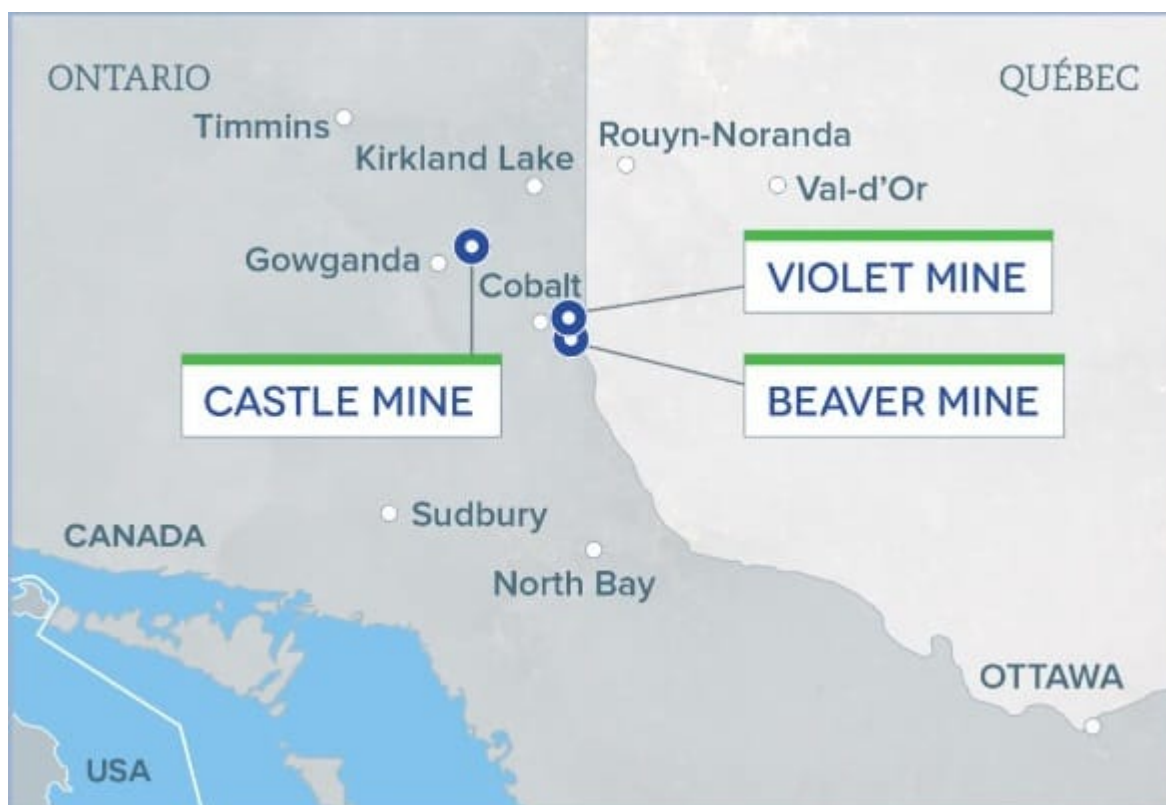 ONTARIO
QUÉBEC
Timmins
Rouyn-Noranda
Kirkland Lake
Val-d'Or
Gowganda
Cobalt
VIOLET MINE
CASTLE MINE
BEAVER MINE
Sudbury
CANADA
North Bay
OTTAWA
USA